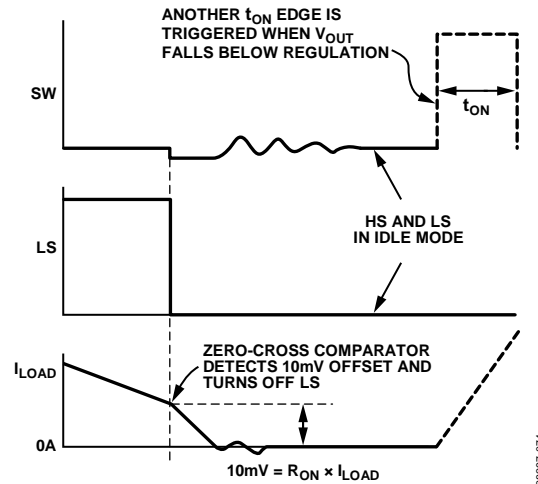 ANOTHER tON EDGE IS
TRIGGERED WHEN VOUT
FALLS BELOW REGULATION
SW
tON
HS AND LS
IN IDLE MODE
LS
ZERO-CROSS COMPARATOR
DETECTS 10mV OFFSET AND
TURNS OFF LS
ILOAD
0A
10mV = RON × ILOAD